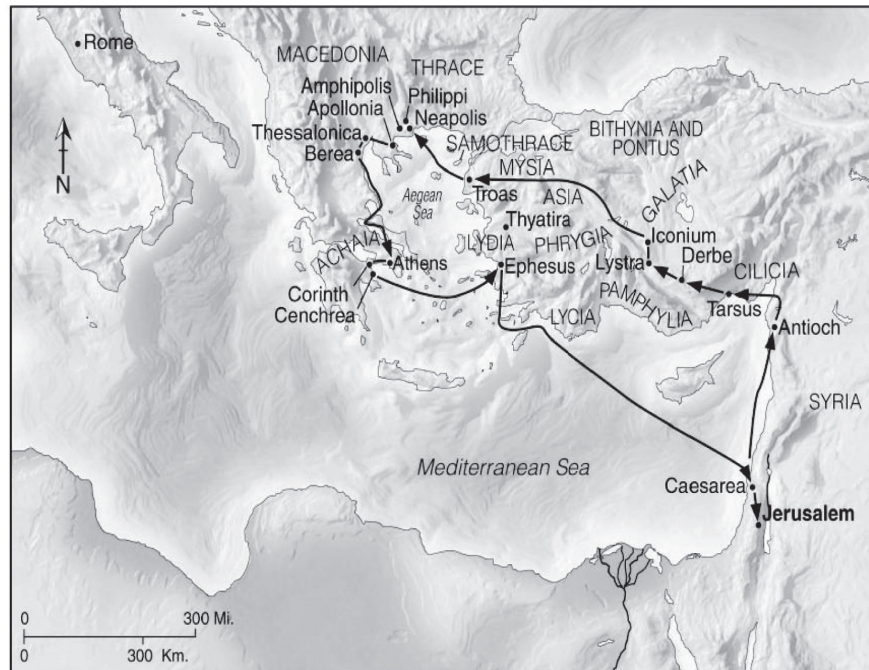 Rome
MACEDONIA
THRACE
Amphipolis
Philippi
Apollonia
Neapolis
Thessalonica
Berea
SAMOTHRACE
BITHYNIA AND
PONTUS
N
MYSIA
Troas
ASIA
GALATIA
Aegean
Sea
Thyatira
ACHAIA
LYDIA
PHRYGIA
Iconium
Athens
Ephesus
Lystra
Derbe
CILICIA
Corinth
Cenchrea
LYCIA
PAMPHYLIA
Tarsus
Antioch
SYRIA
Mediterranean Sea
Caesarea
Jerusalem
0 300 Mi.
0 300 Km.